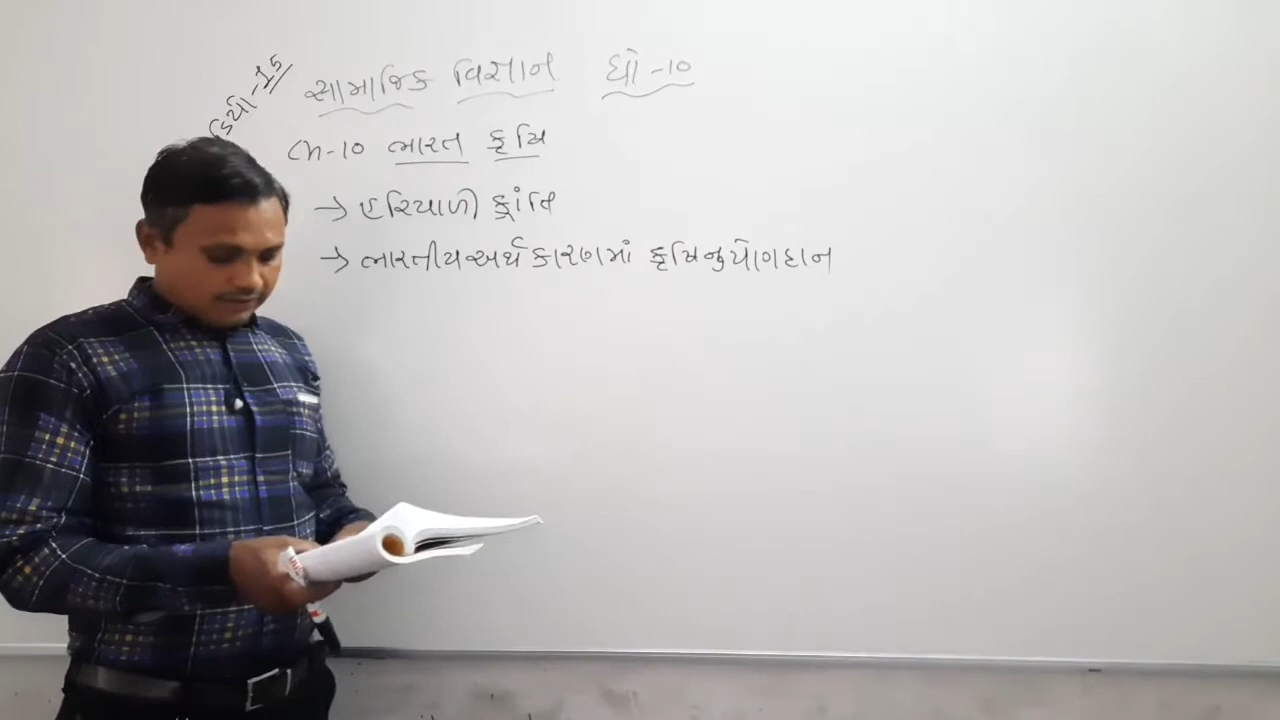 સામાજિક વિજ્ઞાન ધો-10
Ch-10 ભારત કૃષિ
→ હરિયાળી ક્રાંતિ
→ ભારતીય અર્થકારણમાં કૃષિનુ યોગદાન
-15